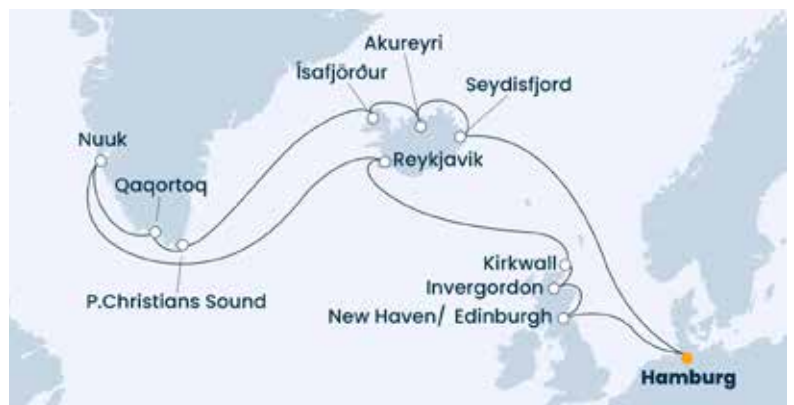 Akureyri
Ísafjörður
Seydisfjord
Nuuk
Reykjavik
Qaqortoq
Kirkwall
P.Christians Sound
Invergordon
New Haven/ Edinburgh
Hamburg